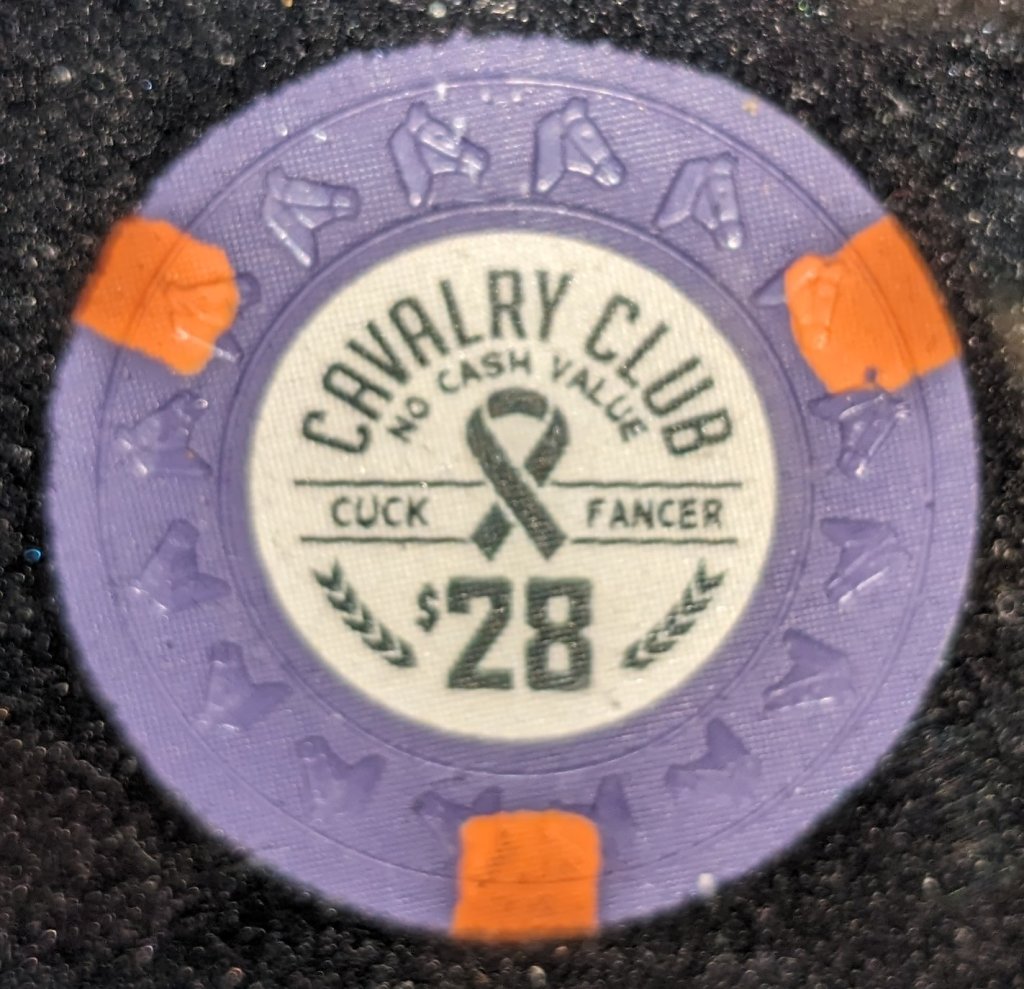 CAVALRY CLUB
NO CASH VALUE
CUCK FANCER
$28